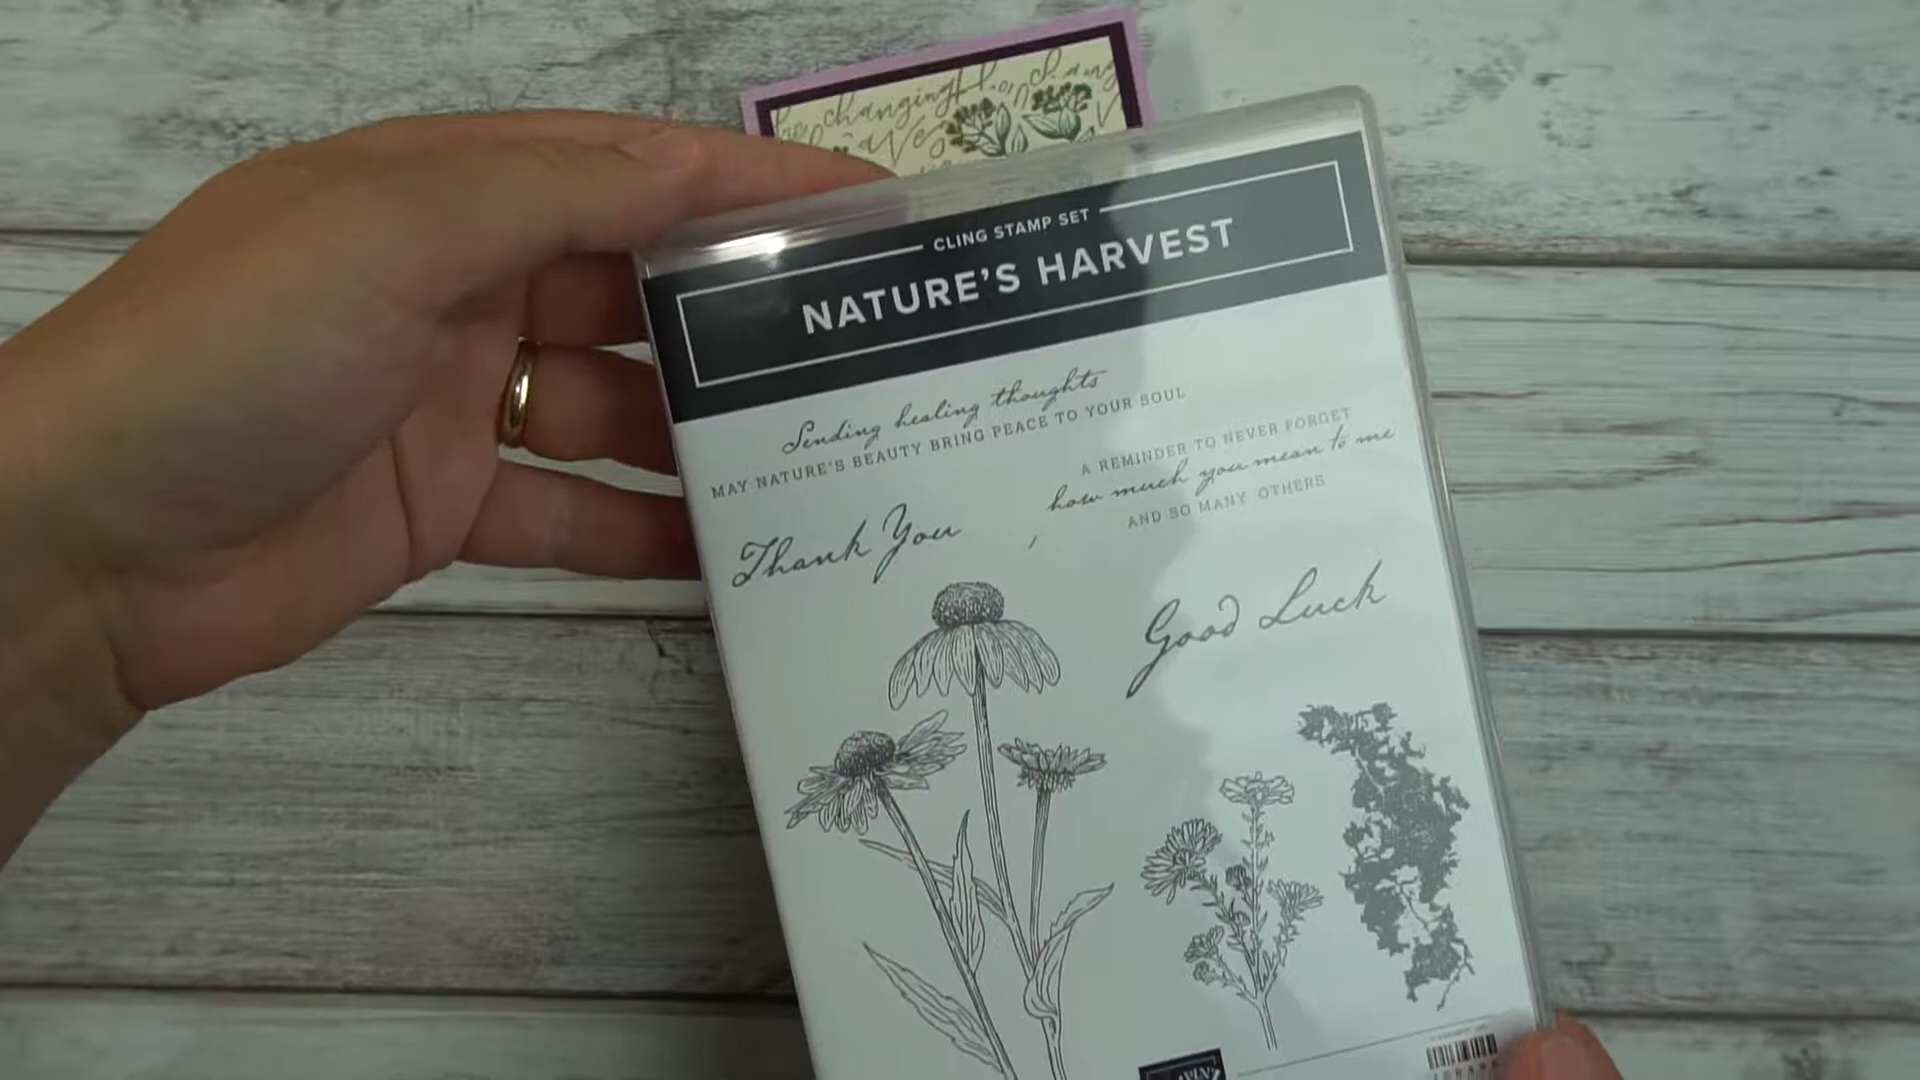 changing
CLING STAMP SET
NATURE'S HARVEST
Sending healing thoughts
MAY NATURE'S BEAUTY BRING PEACE TO YOUR SOUL
A REMINDER TO NEVER FORGET
how much you mean to me
AND SO MANY OTHERS
Thank You
,
Good Luck